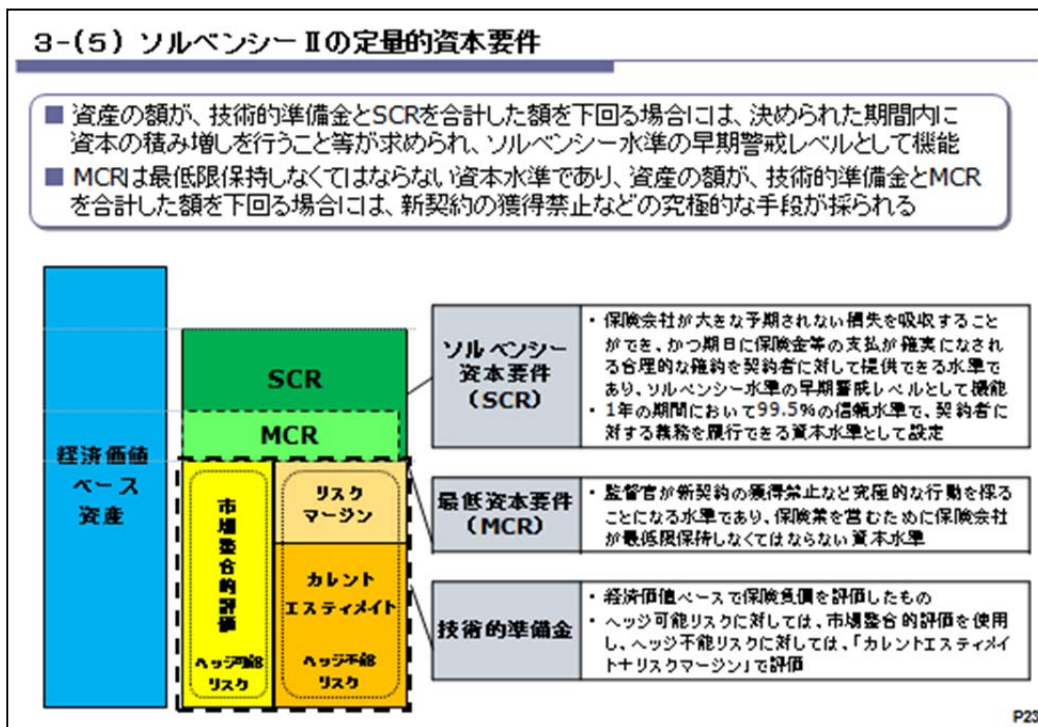 3-(5) ソルベンシーⅡの定量的資本要件
■ 資産の額が、技術的準備金とSCRを合計した額を下回る場合には、決められた期間内に
資本の積み増しを行うこと等が求められ、ソルベンシー水準の早期警戒レベルとして機能
■ MCRは最低限保持しなくてはならない資本水準であり、資産の額が、技術的準備金とMCR
を合計した額を下回る場合には、新契約の獲得禁止などの究極的な手段が採られる
経済価値
ベース
資産
SCR
MCR
市場整合的評価
ヘッジ可能
リスク
リスク
マージン
カレント
エスティメイト
ヘッジ不能
リスク
ソルベンシー
資本要件
(SCR)
・保険会社が大きな予期されない損失を吸収すること
ができ、かつ期日に保険金等の支払が確実になされ
る合理的な確約を契約者に対して提供できる水準で
あり、ソルベンシー水準の早期警戒レベルとして機能
・1年の期間において99.5%の信頼水準で、契約者に
対する義務を履行できる資本水準として設定
最低資本要件
(MCR)
・監督官が新契約の獲得禁止など究極的な行動を採る
ことになる水準であり、保険業を営むために保険会社
が最低限保持しなくてはならない資本水準
技術的準備金
・経済価値ベースで保険負債を評価したもの
・ヘッジ可能リスクに対しては、市場整合的評価を使用
し、ヘッジ不能リスクに対しては、「カレントエスティメイ
ト+リスクマージン」で評価
P23